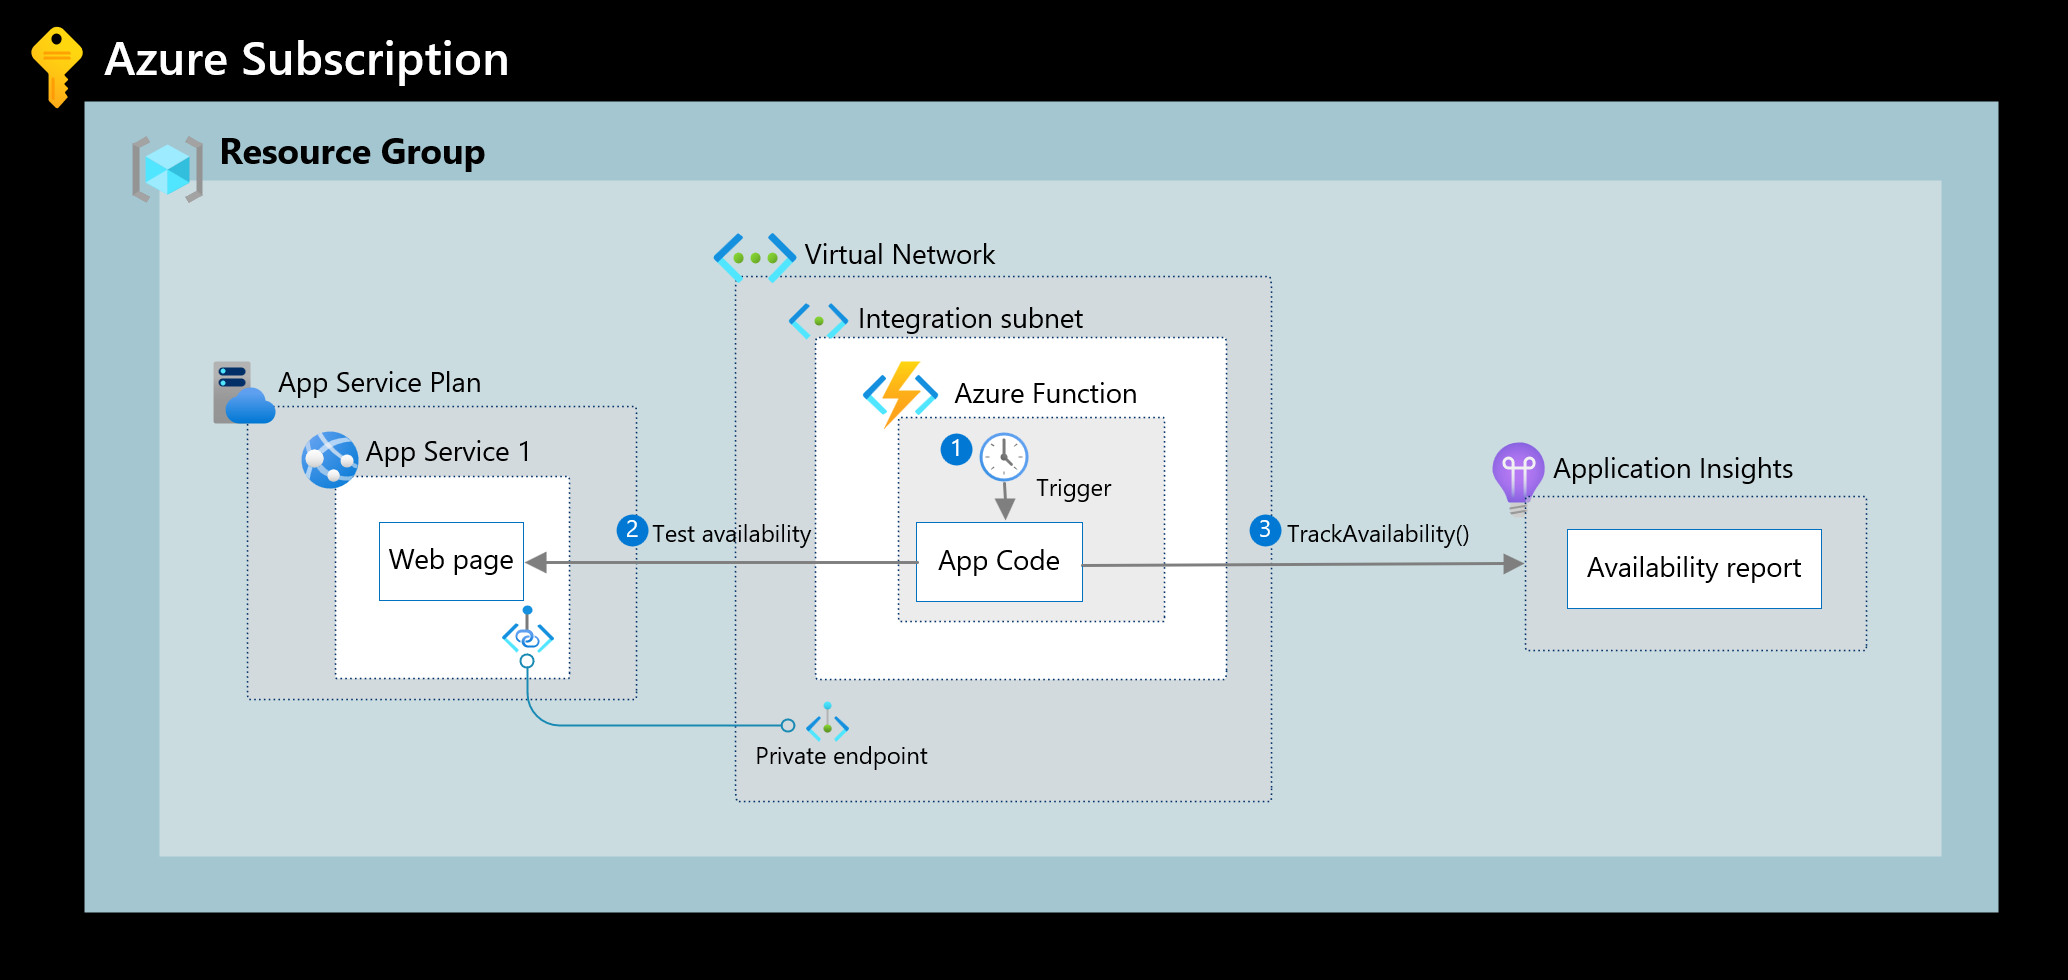 Azure Subscription
Resource Group
Virtual Network
Integration subnet
App Service Plan
Azure Function
App Service 1
1
Trigger
Application Insights
2 Test availability
3 TrackAvailability()
Web page
App Code
Availability report
Private endpoint